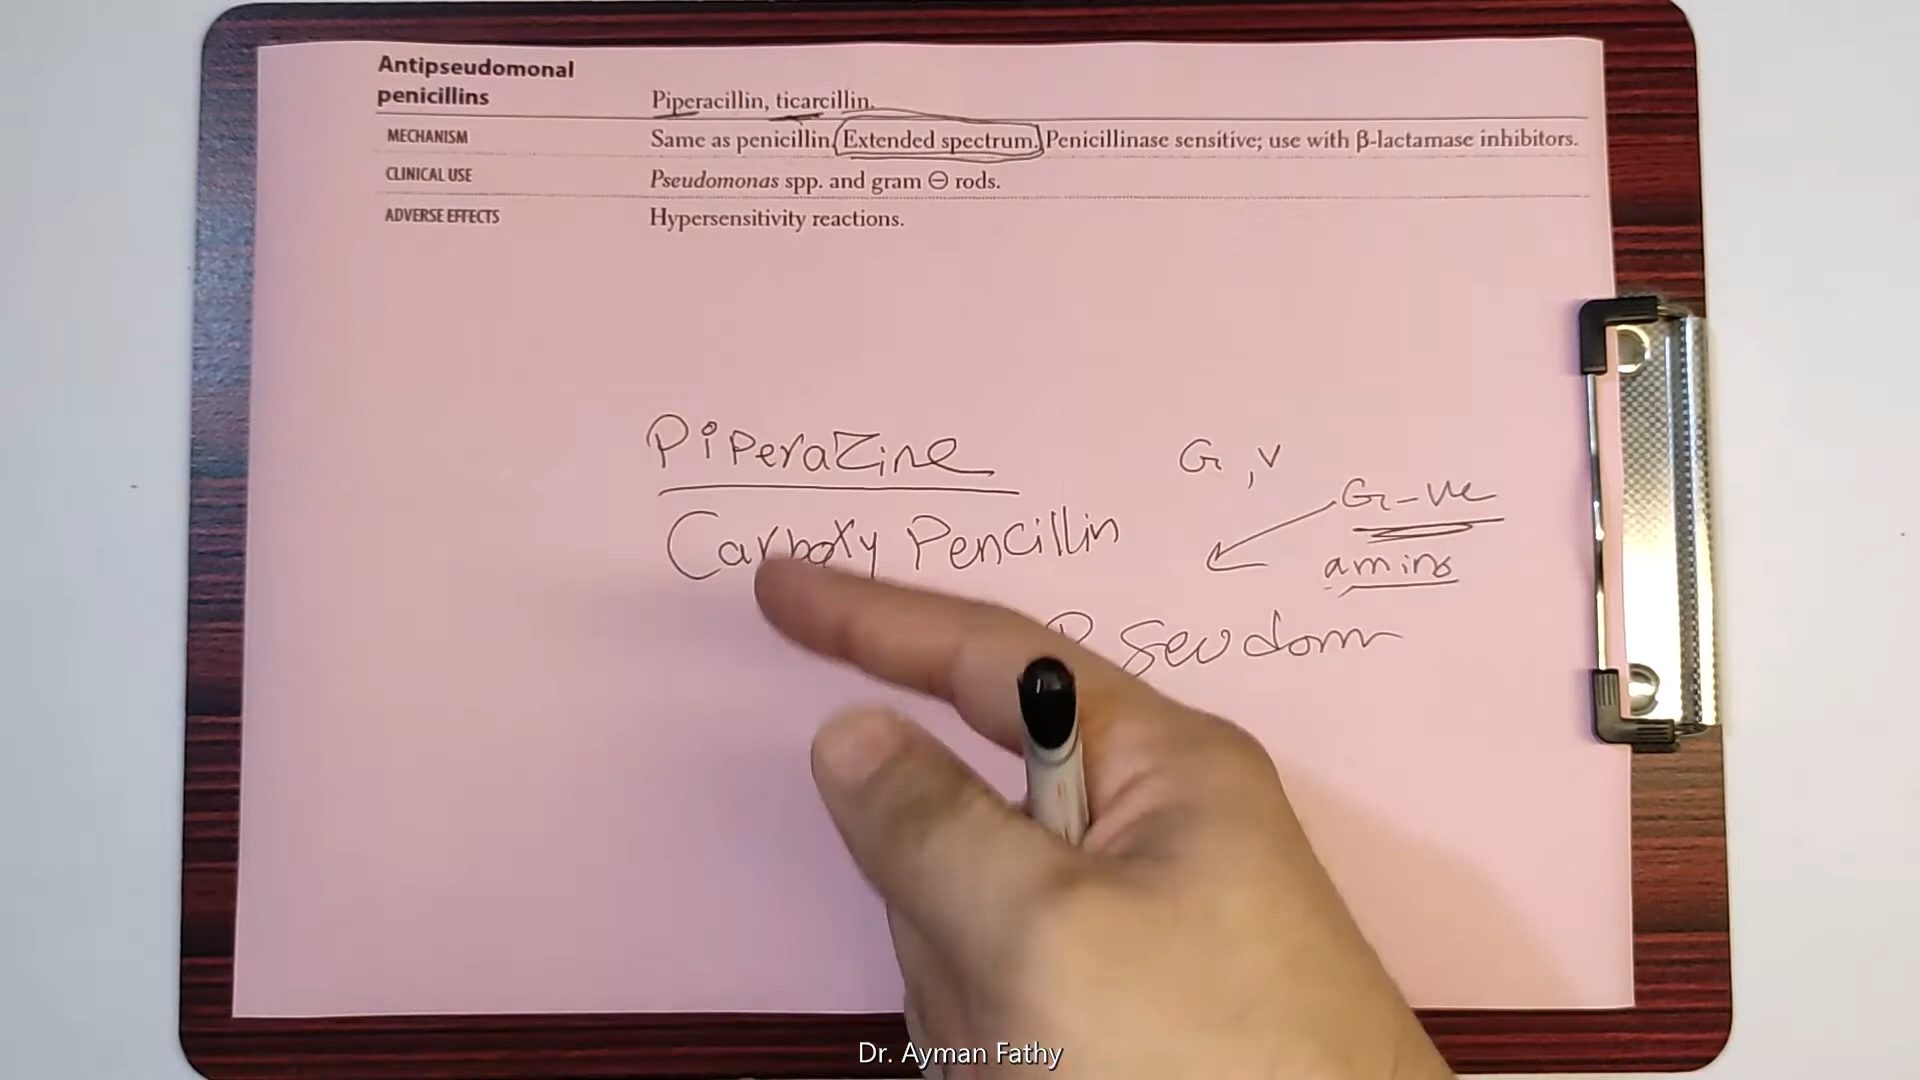 Antipseudomonal
penicillins
Piperacillin, ticarcillin.
MECHANISM
Same as penicillin. Extended spectrum. Penicillinase sensitive; use with β-lactamase inhibitors.
CLINICAL USE
Pseudomonas spp. and gram ⊖ rods.
ADVERSE EFFECTS
Hypersensitivity reactions.
Piperazine
G, V
G-ve
Carboxy Pencillin
amino
Pseudom
Dr. Ayman Fathy